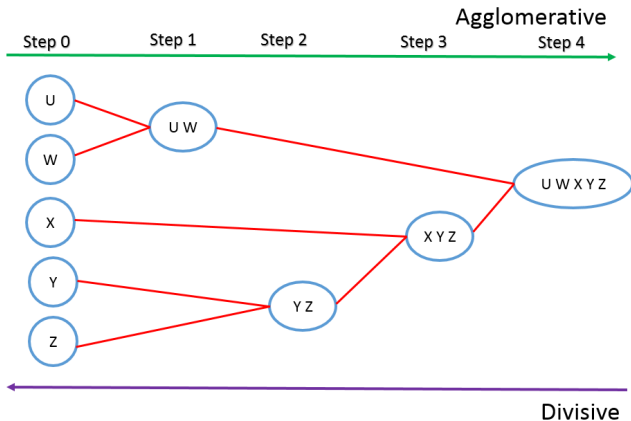 Agglomerative
Step 0 Step 1 Step 2 Step 3 Step 4
U
U W
W
U W X Y Z
X
X Y Z
Y
Y Z
Z
Divisive